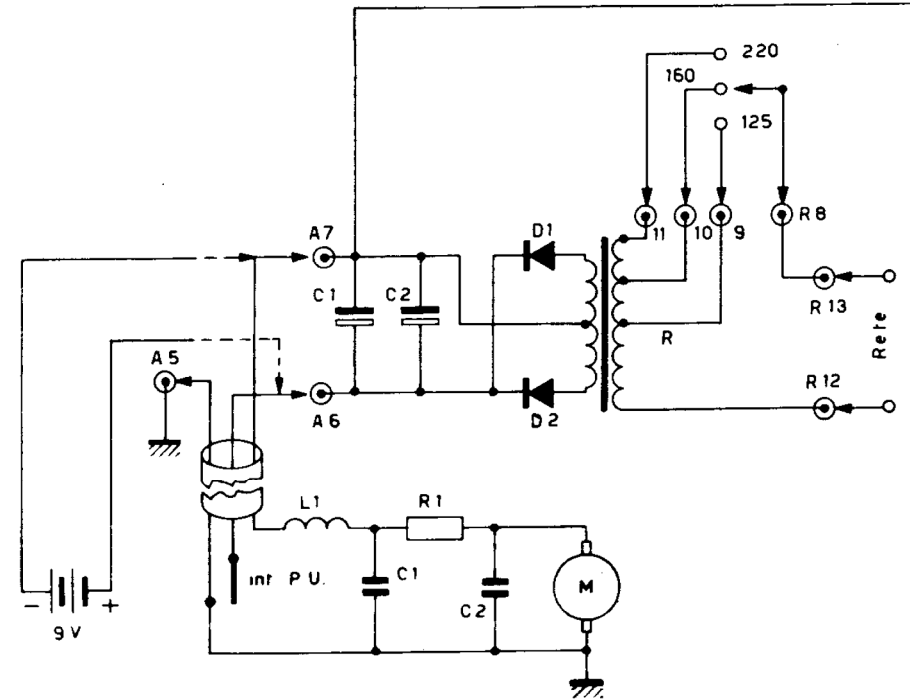 220
160
125
A7
D1
11
10
9
R8
C1
C2
R13
R
Rete
A5
A6
D2
R12
L1
R1
int P.U.
C1
C2
M
- +
9V